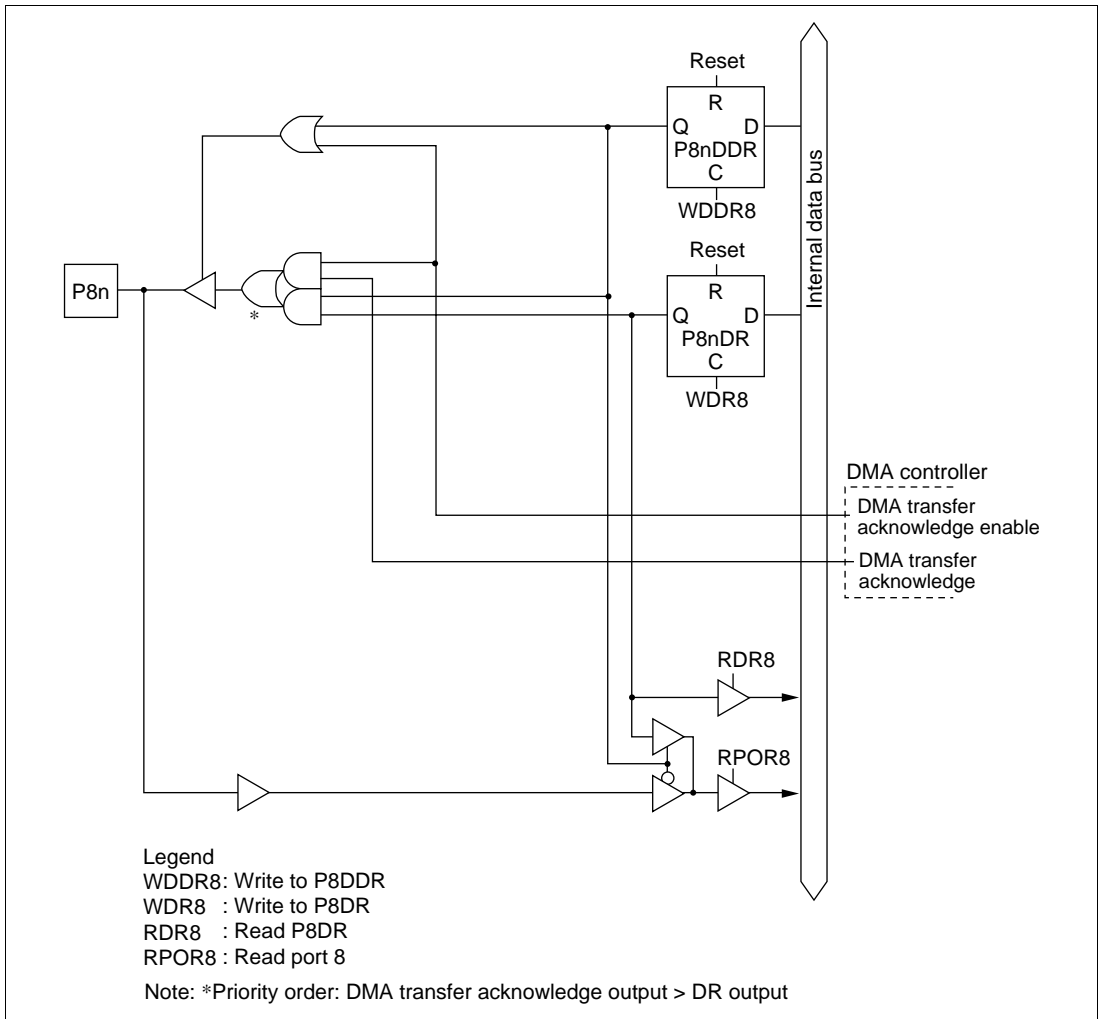 Reset
R
Q D
P8nDDR
C
WDDR8
Internal data bus
Reset
P8n
R
Q D
*
P8nDR
C
WDR8
DMA controller
DMA transfer
acknowledge enable
DMA transfer
acknowledge
RDR8
RPOR8
Legend
WDDR8: Write to P8DDR
WDR8 : Write to P8DR
RDR8 : Read P8DR
RPOR8 : Read port 8
Note: *Priority order: DMA transfer acknowledge output > DR output